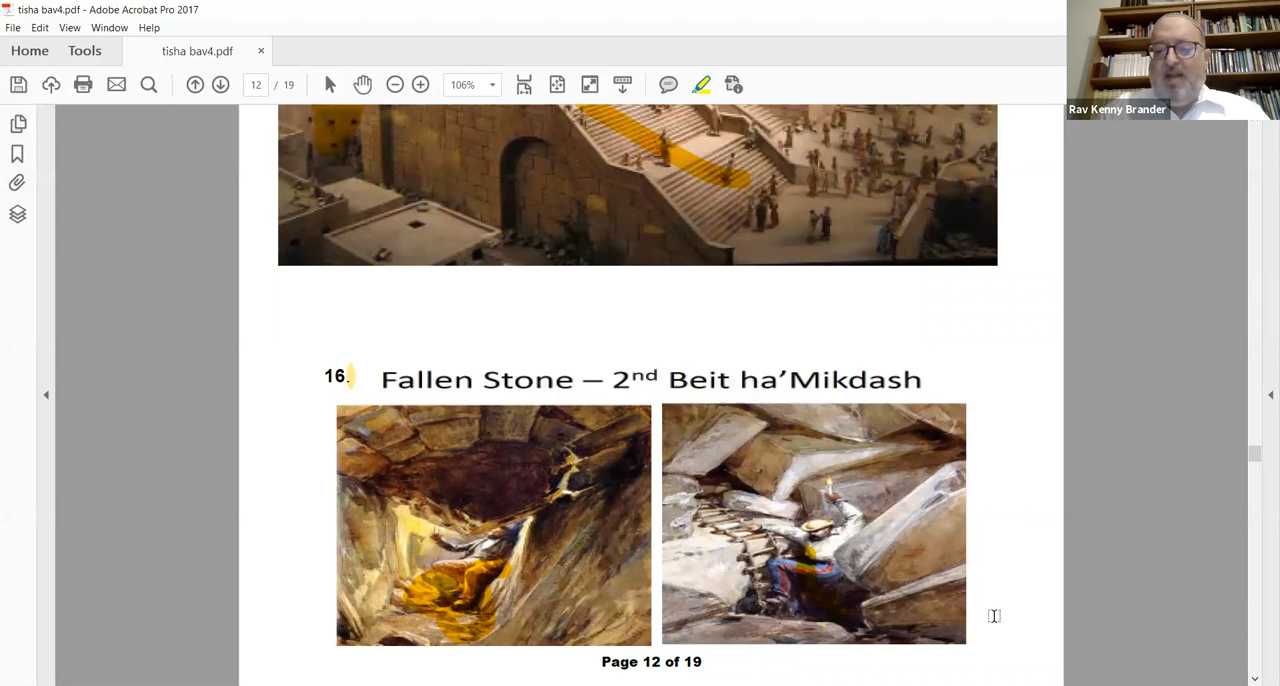 tisha bav4.pdf - Adobe Acrobat Pro 2017
File Edit View Window Help
Home Tools tisha bav4.pdf ×
12 / 19 106%
Rav Kenny Brander
16. Fallen Stone – 2nd Beit ha’Mikdash
Page 12 of 19